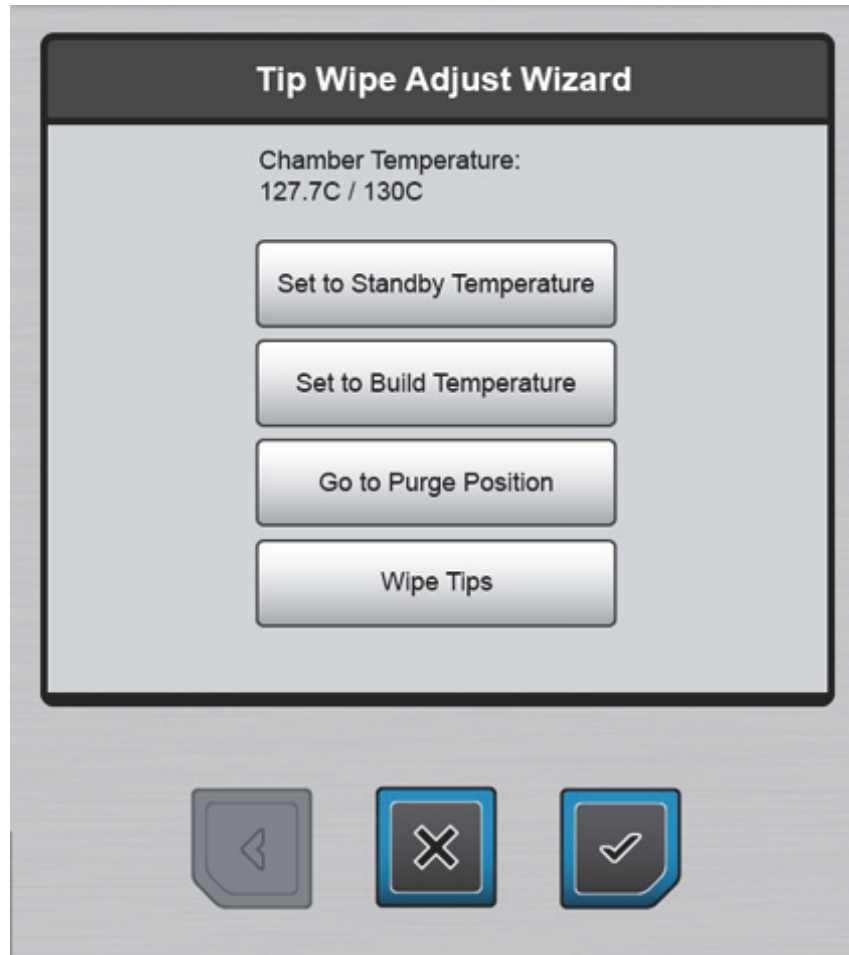 Tip Wipe Adjust Wizard
Chamber Temperature:
127.7C / 130C
Set to Standby Temperature
Set to Build Temperature
Go to Purge Position
Wipe Tips